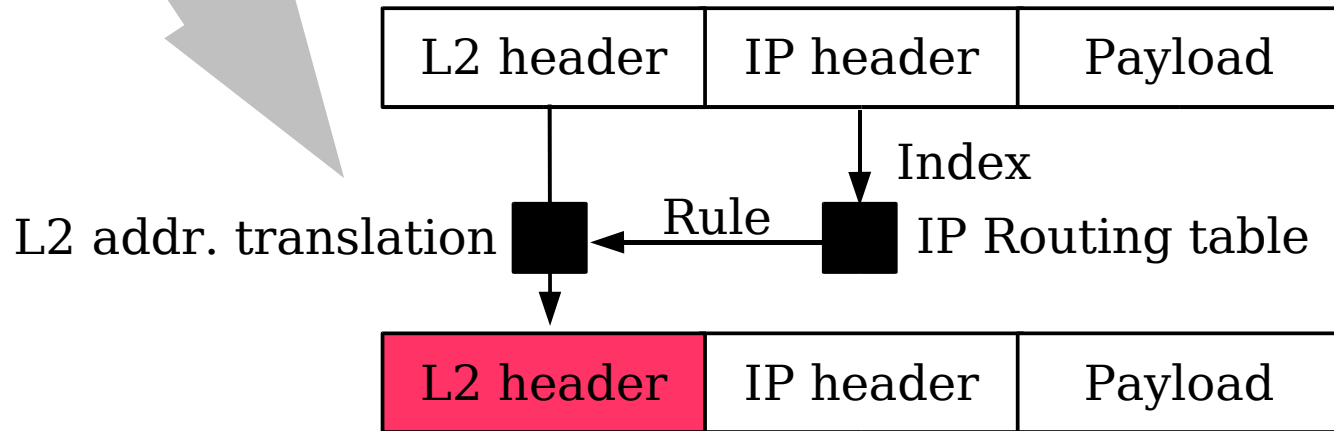 L2 header IP header Payload
Index
Rule
L2 addr. translation IP Routing table
L2 header IP header Payload